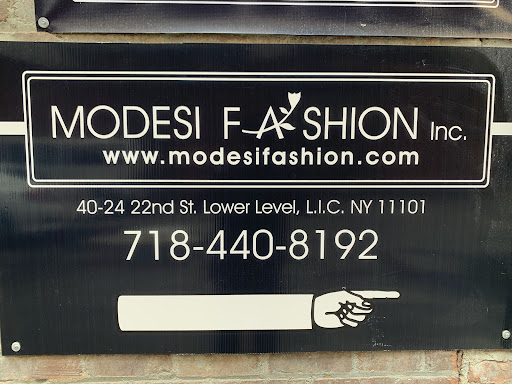 MODESI FASHION Inc.
www.modesifashion.com
40-24 22nd St. Lower Level, L.I.C. NY 11101
718-440-8192